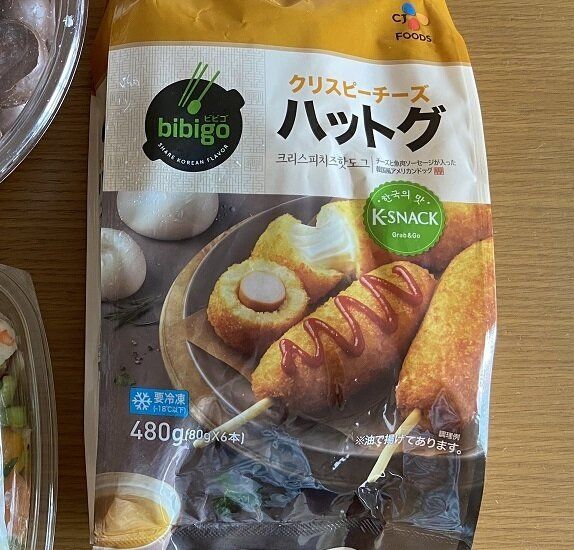 CJ
FOODS
ビビゴ
bibigo
SHARE KOREAN FLAVOR
クリスピーチーズ
ハットグ
크리스피치즈핫도그
チーズと魚肉ソーセージが入った
韓国風アメリカンドッグ
한국의 맛
K-SNACK
Grab&Go
要冷凍
(-18℃以下)
480g(80g×6本)
調理例
※油で揚げてあります。